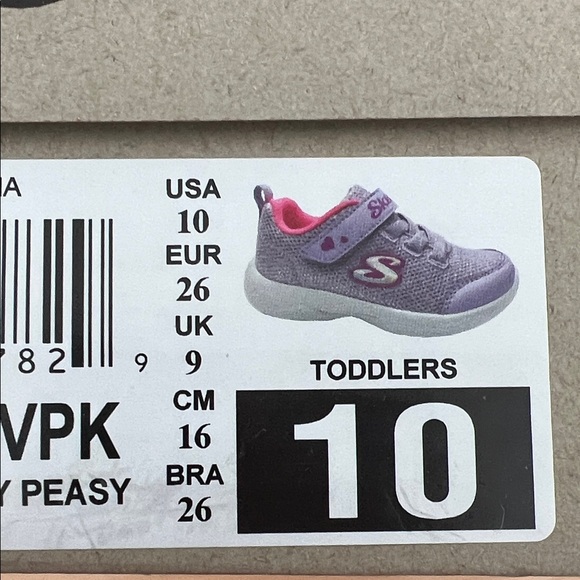 USA
10
EUR
26
UK
9
CM
16
BRA
26
782 9
VPK
Y PEASY
S
TODDLERS
10